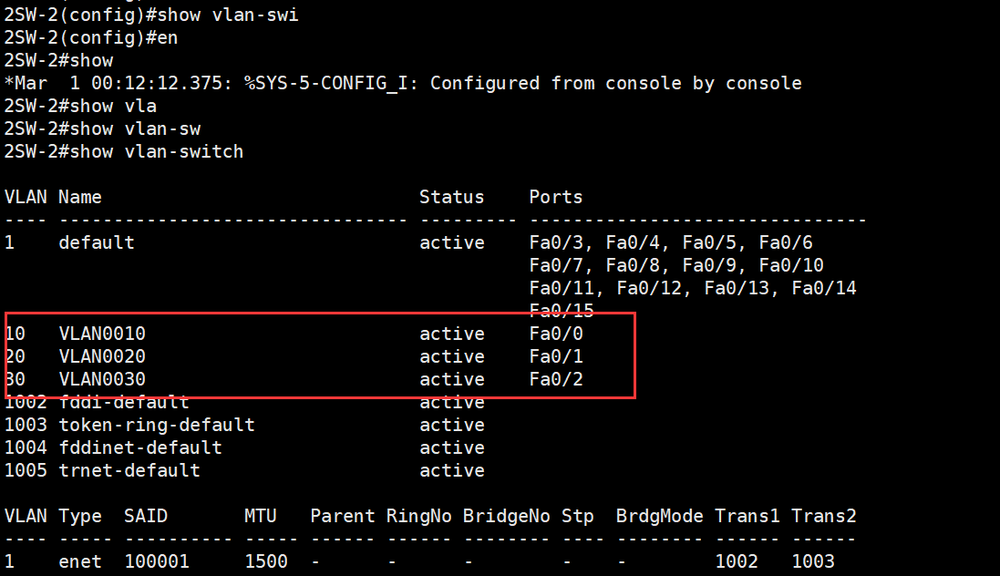 2SW-2(config)#show vlan-swi
2SW-2(config)#en
2SW-2#show
*Mar  1 00:12:12.375: %SYS-5-CONFIG_I: Configured from console by console
2SW-2#show vla
2SW-2#show vlan-sw
2SW-2#show vlan-switch
VLAN Name                             Status    Ports
---- -------------------------------- --------- -------------------------------
1    default                          active    Fa0/3, Fa0/4, Fa0/5, Fa0/6
                                                Fa0/7, Fa0/8, Fa0/9, Fa0/10
                                                Fa0/11, Fa0/12, Fa0/13, Fa0/14
                                                Fa0/15
10   VLAN0010                         active    Fa0/0
20   VLAN0020                         active    Fa0/1
30   VLAN0030                         active    Fa0/2
1002 fddi-default                     active
1003 token-ring-default               active
1004 fddinet-default                  active
1005 trnet-default                    active
VLAN Type  SAID       MTU   Parent RingNo BridgeNo Stp  BrdgMode Trans1 Trans2
---- ----- ---------- ----- ------ ------ -------- ---- -------- ------ ------
1    enet  100001     1500  -      -      -        -    -        1002   1003